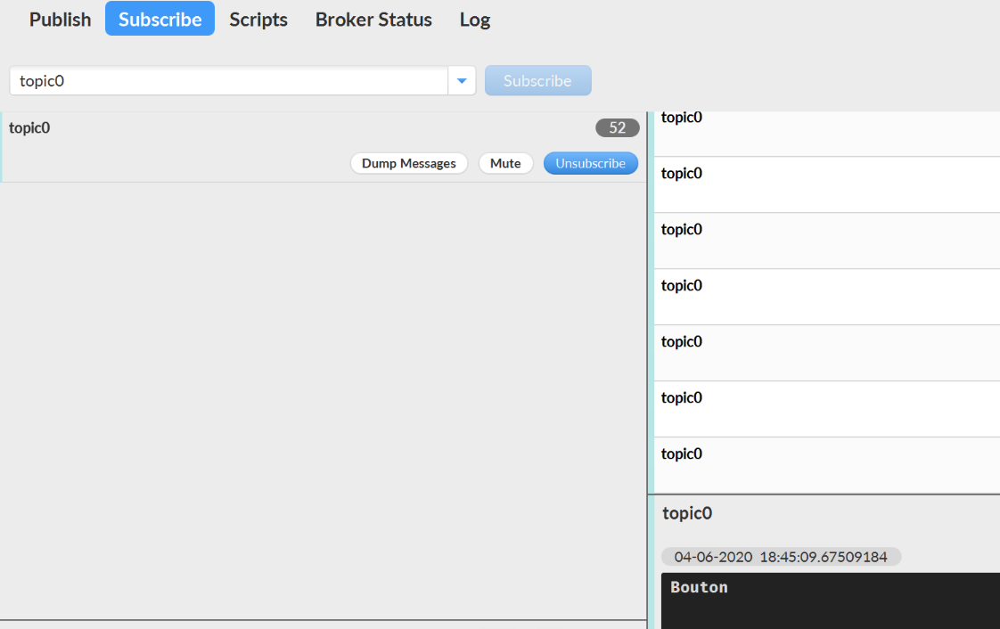 Publish Subscribe Scripts Broker Status Log
topic0 Subscribe
topic0 52
Dump Messages Mute Unsubscribe
topic0
topic0
topic0
topic0
topic0
topic0
topic0
topic0
04-06-2020 18:45:09.67509184
Bouton